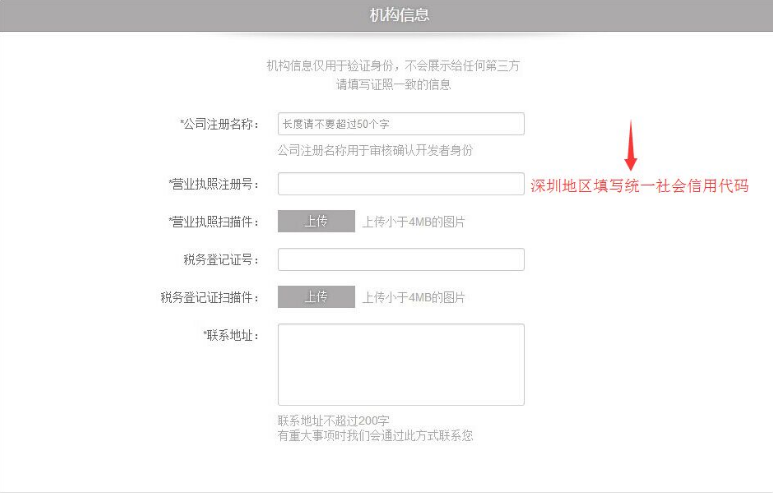 机构信息
机构信息仅用于验证身份，不会展示给任何第三方
请填写证照一致的信息
*公司注册名称： 长度请不要超过50个字
公司注册名称用于审核确认开发者身份
*营业执照注册号： 深圳地区填写统一社会信用代码
*营业执照扫描件： 上传 上传小于4MB的图片
税务登记证号：
税务登记证扫描件： 上传 上传小于4MB的图片
*联系地址：
联系地址不超过200字
有重大事项时我们会通过此方式联系您